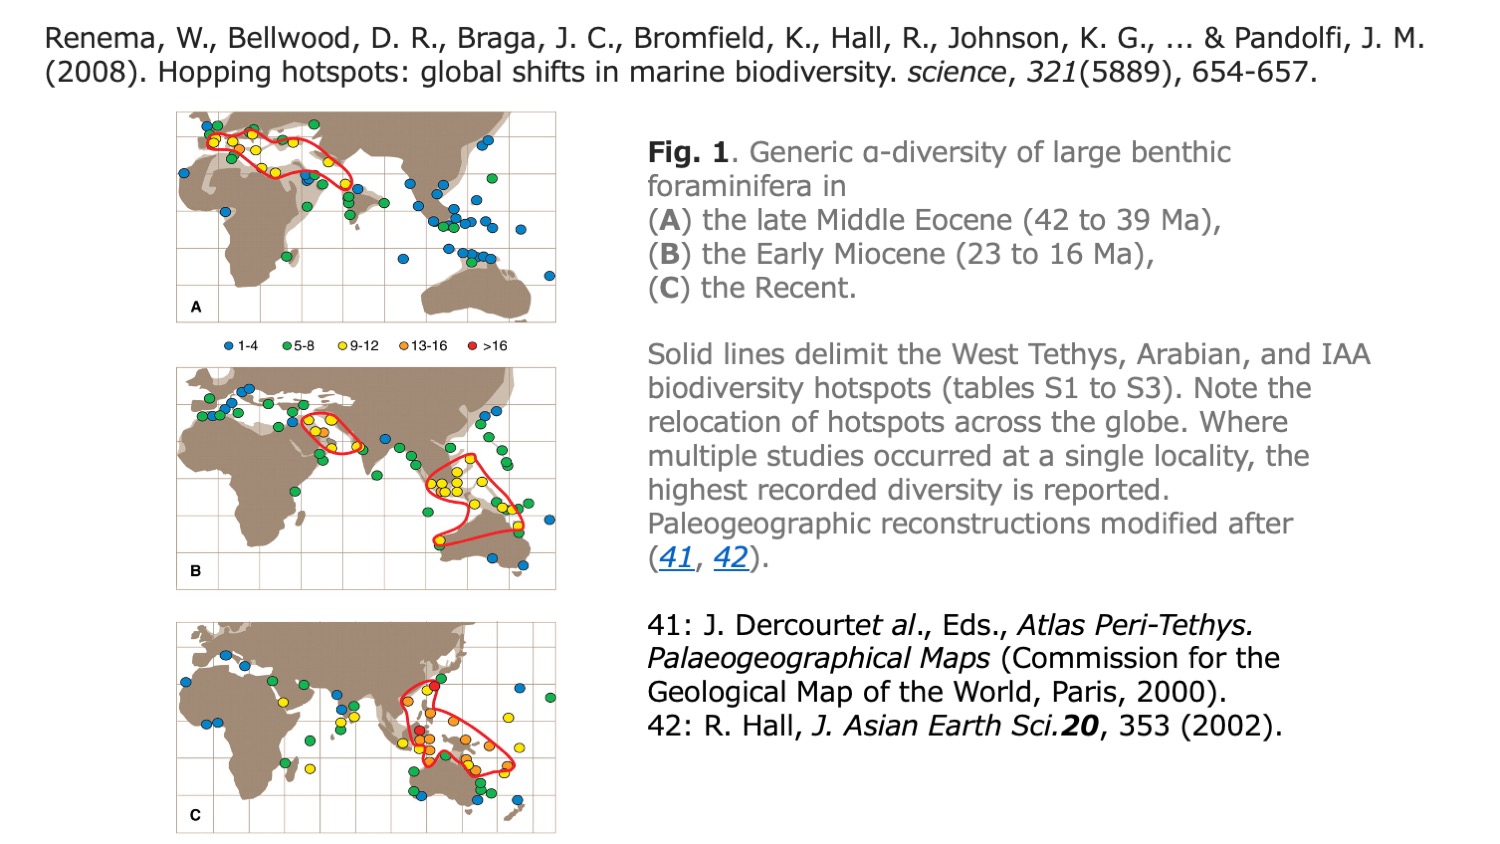 Renema, W., Bellwood, D. R., Braga, J. C., Bromfield, K., Hall, R., Johnson, K. G., ... & Pandolfi, J. M.
(2008). Hopping hotspots: global shifts in marine biodiversity. science, 321(5889), 654-657.
A
1-4 5-8 9-12 13-16 >16
B
C
Fig. 1. Generic α-diversity of large benthic
foraminifera in
(A) the late Middle Eocene (42 to 39 Ma),
(B) the Early Miocene (23 to 16 Ma),
(C) the Recent.
Solid lines delimit the West Tethys, Arabian, and IAA
biodiversity hotspots (tables S1 to S3). Note the
relocation of hotspots across the globe. Where
multiple studies occurred at a single locality, the
highest recorded diversity is reported.
Paleogeographic reconstructions modified after
(41, 42).
41: J. Dercourtet al., Eds., Atlas Peri-Tethys.
Palaeogeographical Maps (Commission for the
Geological Map of the World, Paris, 2000).
42: R. Hall, J. Asian Earth Sci.20, 353 (2002).